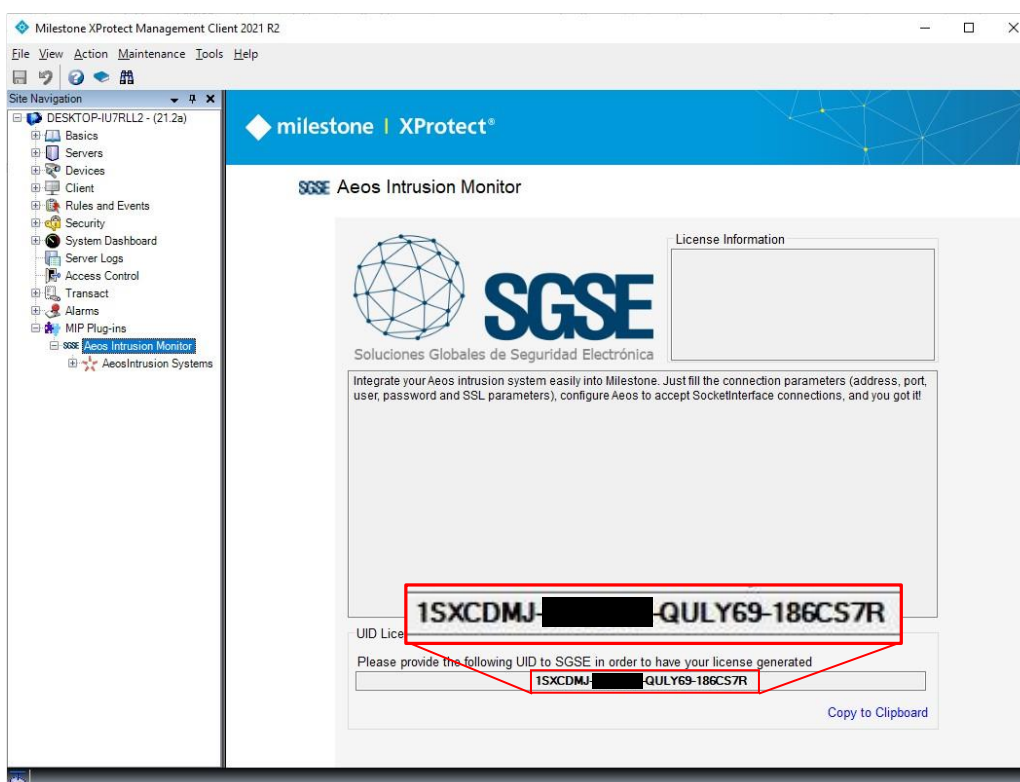 Milestone XProtect Management Client 2021 R2
File View Action Maintenance Tools Help
Site Navigation
DESKTOP-IU7RLL2 - (21.2a)
Basics
Servers
Devices
Client
Rules and Events
Security
System Dashboard
Server Logs
Access Control
Transact
Alarms
MIP Plug-ins
SGSE Aeos Intrusion Monitor
AeosIntrusion Systems
milestone | XProtect®
SGSE Aeos Intrusion Monitor
SGSE
Soluciones Globales de Seguridad Electrónica
License Information
Integrate your Aeos intrusion system easily into Milestone. Just fill the connection parameters (address, port,
user, password and SSL parameters), configure Aeos to accept SocketInterface connections, and you got it!
1SXCDMJ- -QULY69-186CS7R
UID Lice
Please provide the following UID to SGSE in order to have your license generated
1SXCDMJ- -QULY69-186CS7R
Copy to Clipboard